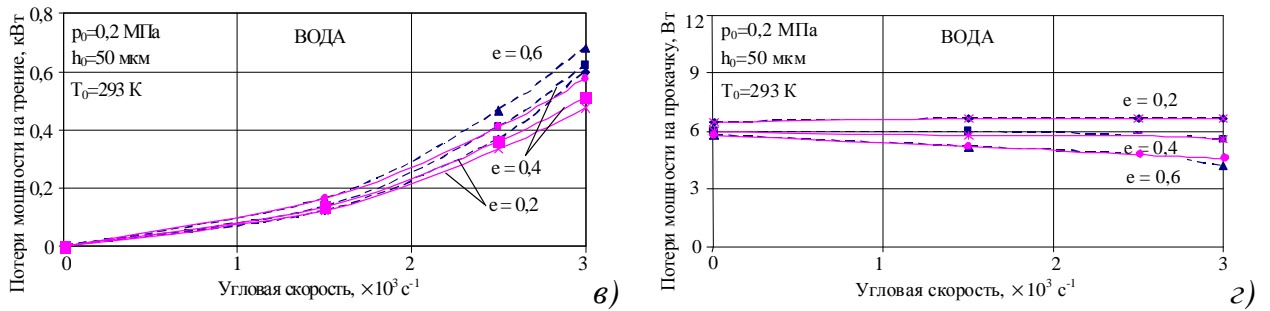 Потери мощности на трение, кВт
0,8
0,6
0,4
0,2
0
p₀=0,2 МПа
h₀=50 мкм
T₀=293 К
ВОДА
e = 0,6
e = 0,4
e = 0,2
0 1 2 3
Угловая скорость, ×10³ с⁻¹
в)
Потери мощности на прокачку, Вт
12
9
6
3
0
p₀=0,2 МПа
h₀=50 мкм
T₀=293 К
ВОДА
e = 0,2
e = 0,4
e = 0,6
0 1 2 3
Угловая скорость, ×10³ с⁻¹
г)